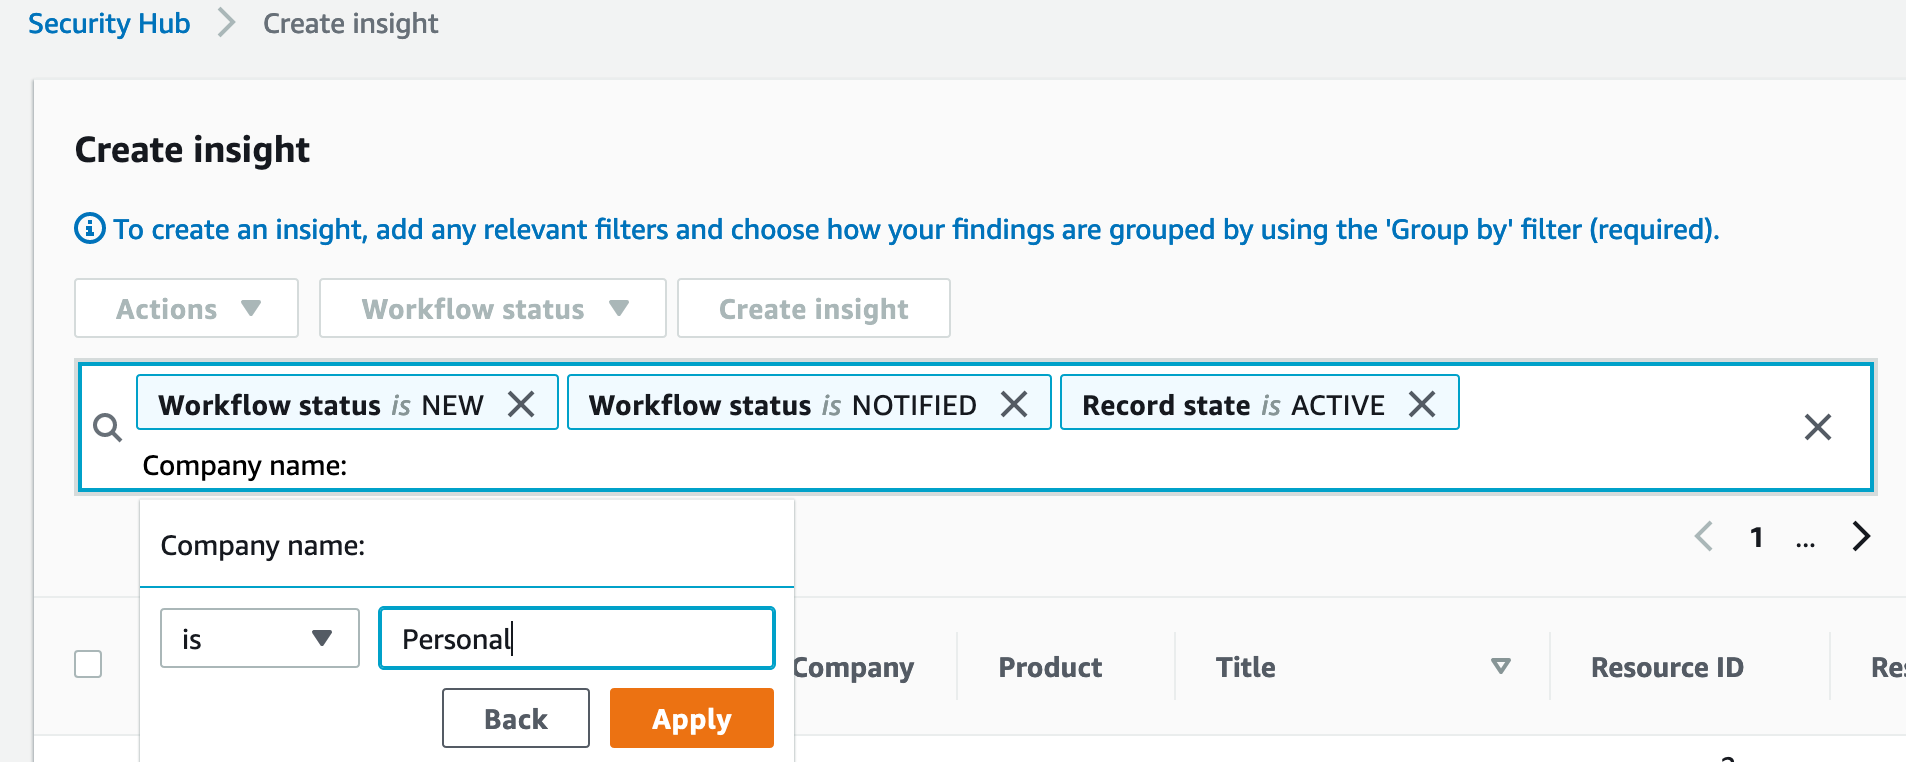 Security Hub > Create insight
Create insight
To create an insight, add any relevant filters and choose how your findings are grouped by using the 'Group by' filter (required).
Actions Workflow status Create insight
Workflow status is NEW Workflow status is NOTIFIED Record state is ACTIVE
Company name:
Company name:
1 ...
is Personal
Company Product Title Resource ID
Back Apply